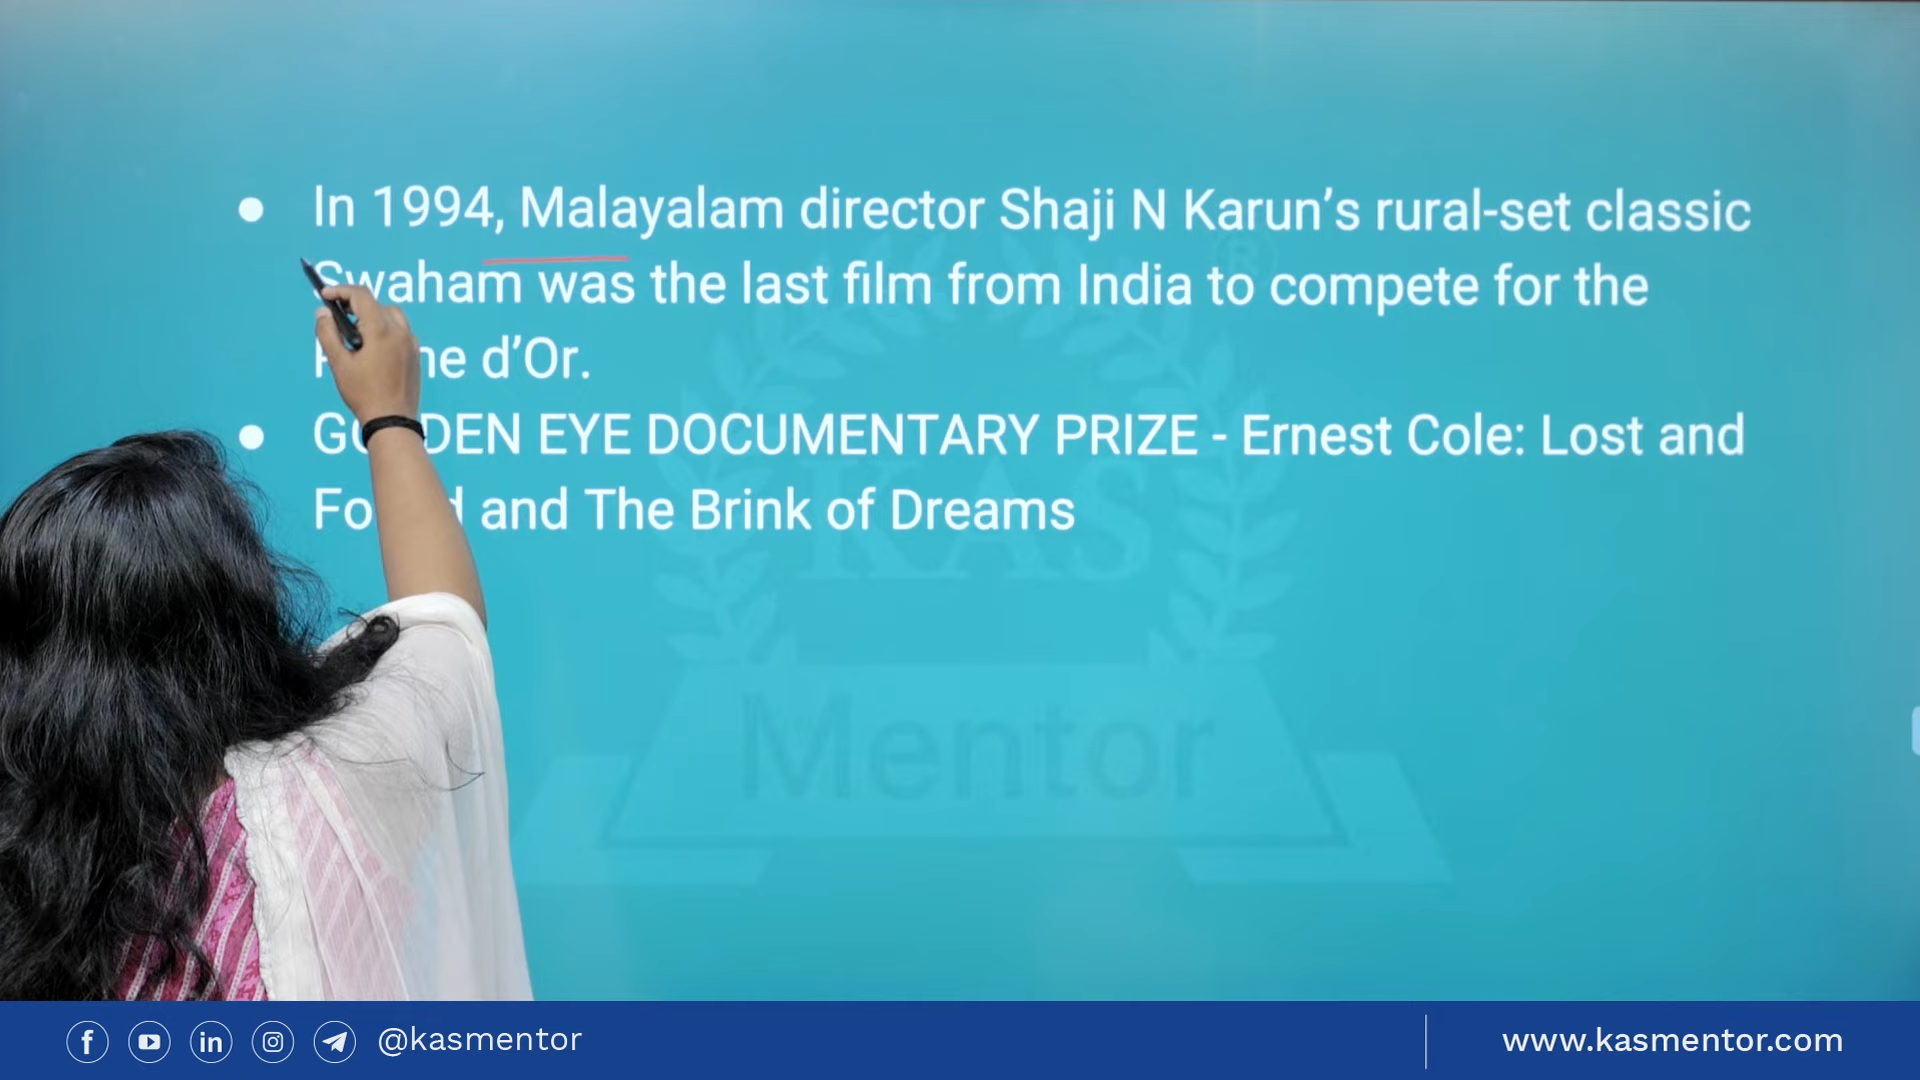 In 1994, Malayalam director Shaji N Karun's rural-set classic
Swaham was the last film from India to compete for the
d'Or.
GOLDEN EYE DOCUMENTARY PRIZE - Ernest Cole: Lost and
Found and The Brink of Dreams
®
KAS
Mentor
@kasmentor
www.kasmentor.com